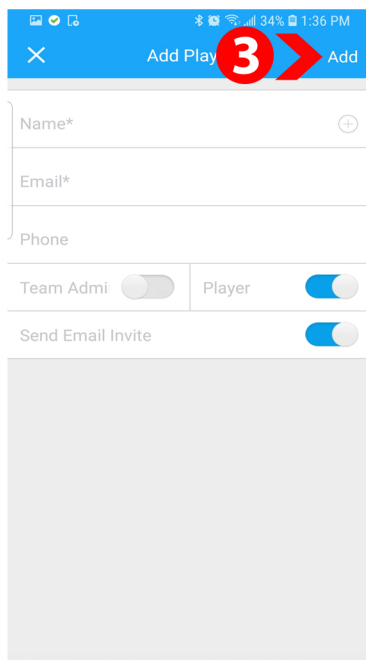 34% 1:36 PM
Add Play 3 Add
Name*
Email*
Phone
Team Admi Player
Send Email Invite